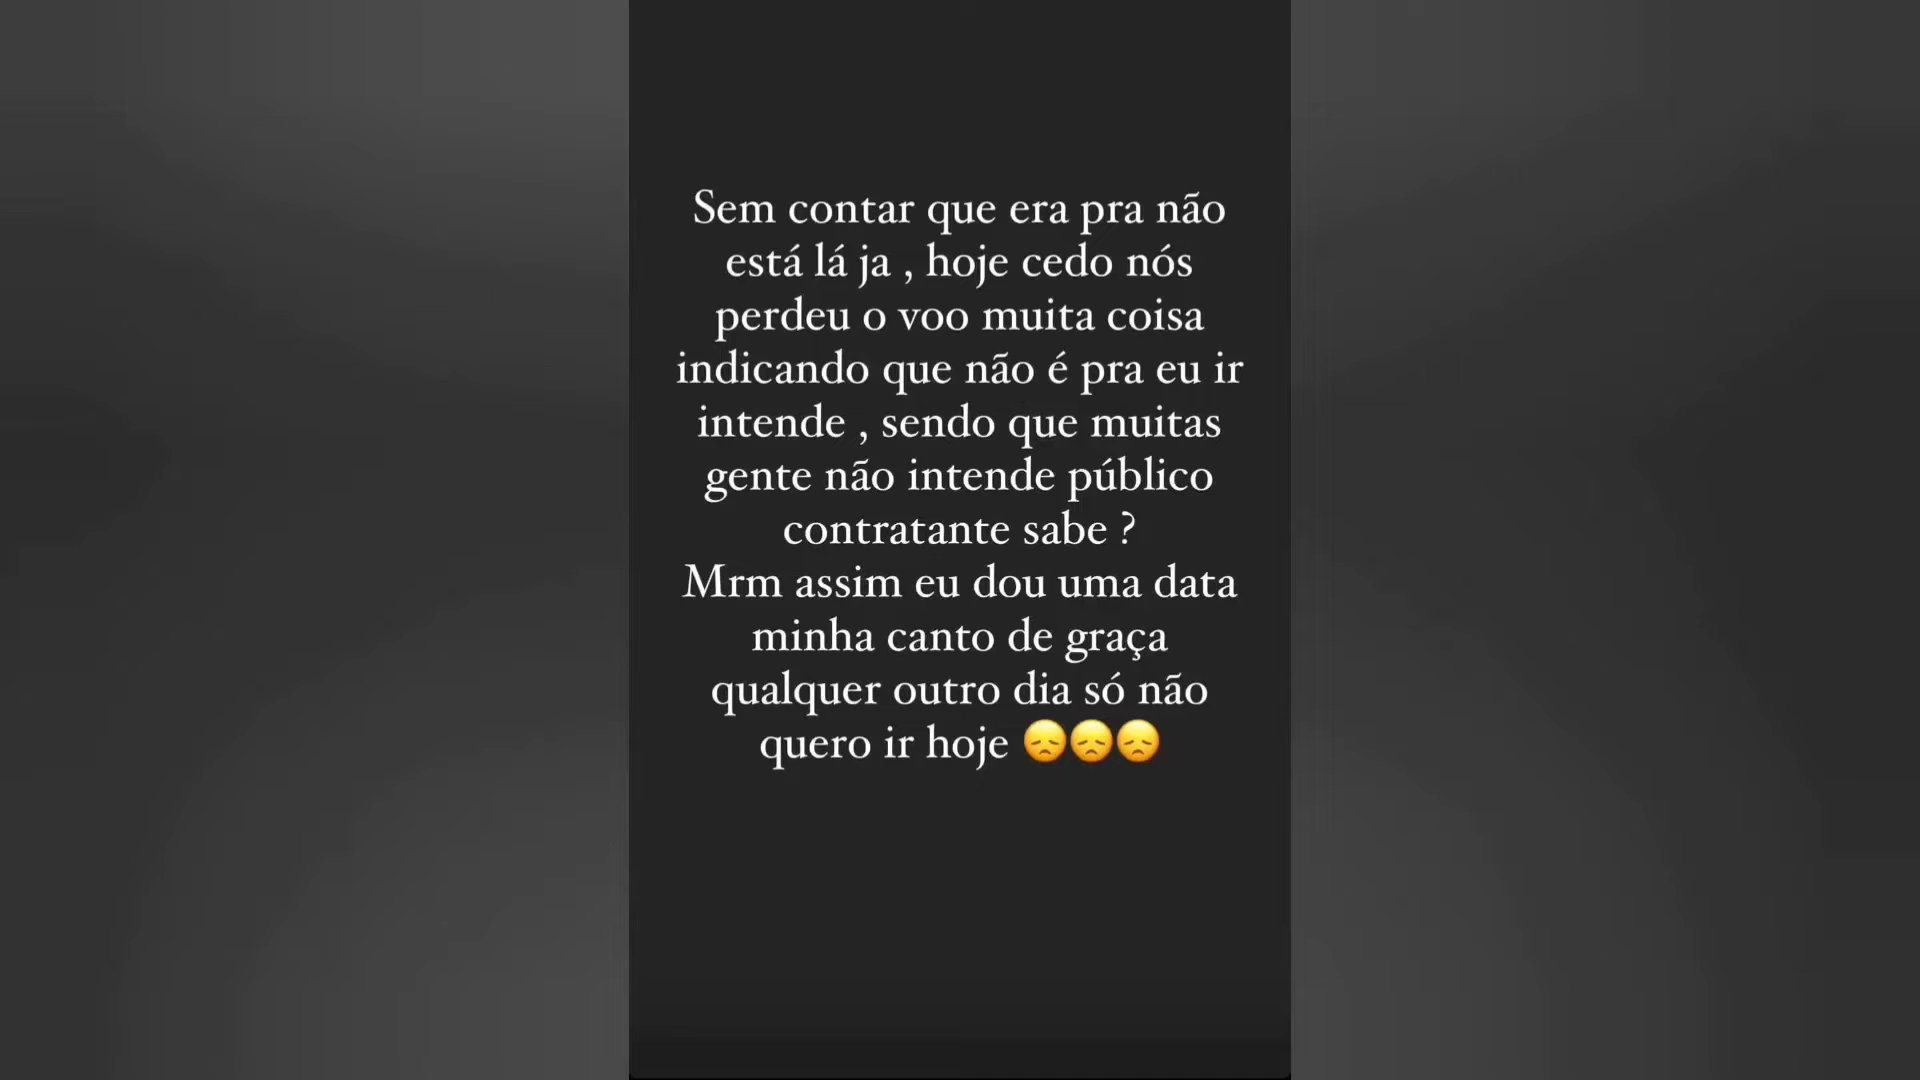 Sem contar que era pra não
está lá ja , hoje cedo nós
perdeu o voo muita coisa
indicando que não é pra eu ir
intende , sendo que muitas
gente não intende público
contratante sabe ?
Mrm assim eu dou uma data
minha canto de graça
qualquer outro dia só não
quero ir hoje 😞😞😞